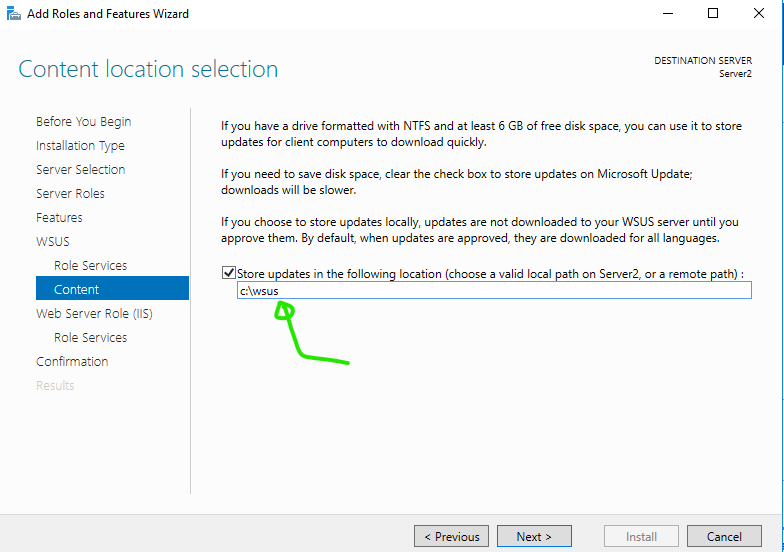 Add Roles and Features Wizard
Content location selection
DESTINATION SERVER
Server2
Before You Begin
Installation Type
Server Selection
Server Roles
Features
WSUS
Role Services
Content
Web Server Role (IIS)
Role Services
Confirmation
Results
If you have a drive formatted with NTFS and at least 6 GB of free disk space, you can use it to store
updates for client computers to download quickly.
If you need to save disk space, clear the check box to store updates on Microsoft Update;
downloads will be slower.
If you choose to store updates locally, updates are not downloaded to your WSUS server until you
approve them. By default, when updates are approved, they are downloaded for all languages.
Store updates in the following location (choose a valid local path on Server2, or a remote path) :
c:\wsus
< Previous
Next >
Install
Cancel